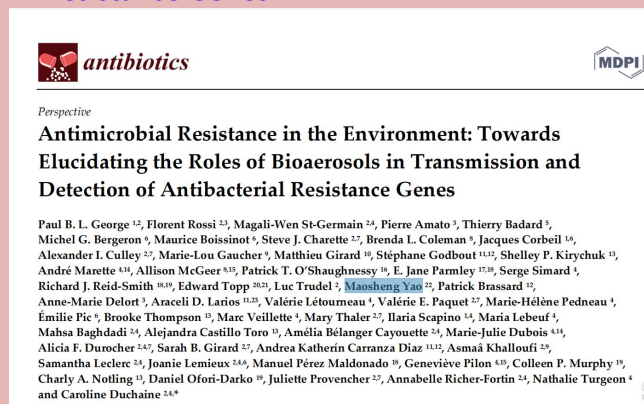 antibiotics
MDPI
Perspective
Antimicrobial Resistance in the Environment: Towards
Elucidating the Roles of Bioaerosols in Transmission and
Detection of Antibacterial Resistance Genes
Paul B. L. George 1,2, Florent Rossi 2,3, Magali-Wen St-Germain 2,4, Pierre Amato 3, Thierry Badard 5,
Michel G. Bergeron 6, Maurice Boissinot 6, Steve J. Charette 2,7, Brenda L. Coleman 8, Jacques Corbeil 1,6,
Alexander I. Culley 2,7, Marie-Lou Gaucher 9, Matthieu Girard 10, Stéphane Godbout 11,12, Shelley P. Kirychuk 13,
André Marette 4,14, Allison McGeer 8,15, Patrick T. O'Shaughnessy 16, E. Jane Parmley 17,18, Serge Simard 4,
Richard J. Reid-Smith 18,19, Edward Topp 20,21, Luc Trudel 2, Maosheng Yao 22, Patrick Brassard 12,
Anne-Marie Delort 3, Araceli D. Larios 11,23, Valérie Létourneau 4, Valérie E. Paquet 2,7, Marie-Hélène Pedneau 4,
Émilie Pic 6, Brooke Thompson 13, Marc Veillette 4, Mary Thaler 2,7, Ilaria Scapino 1,4, Maria Lebeuf 4,
Mahsa Baghdadi 2,4, Alejandra Castillo Toro 13, Amélia Bélanger Cayouette 2,4, Marie-Julie Dubois 4,14,
Alicia F. Durocher 2,4,7, Sarah B. Girard 2,7, Andrea Katherín Carranza Diaz 11,12, Asmaâ Khalloufi 2,9,
Samantha Leclerc 2,4, Joanie Lemieux 2,4,6, Manuel Pérez Maldonado 18, Geneviève Pilon 4,15, Colleen P. Murphy 19,
Charly A. Notling 13, Daniel Ofori-Darko 19, Juliette Provencher 2,7, Annabelle Richer-Fortin 2,4, Nathalie Turgeon 4
and Caroline Duchaine 2,4,*